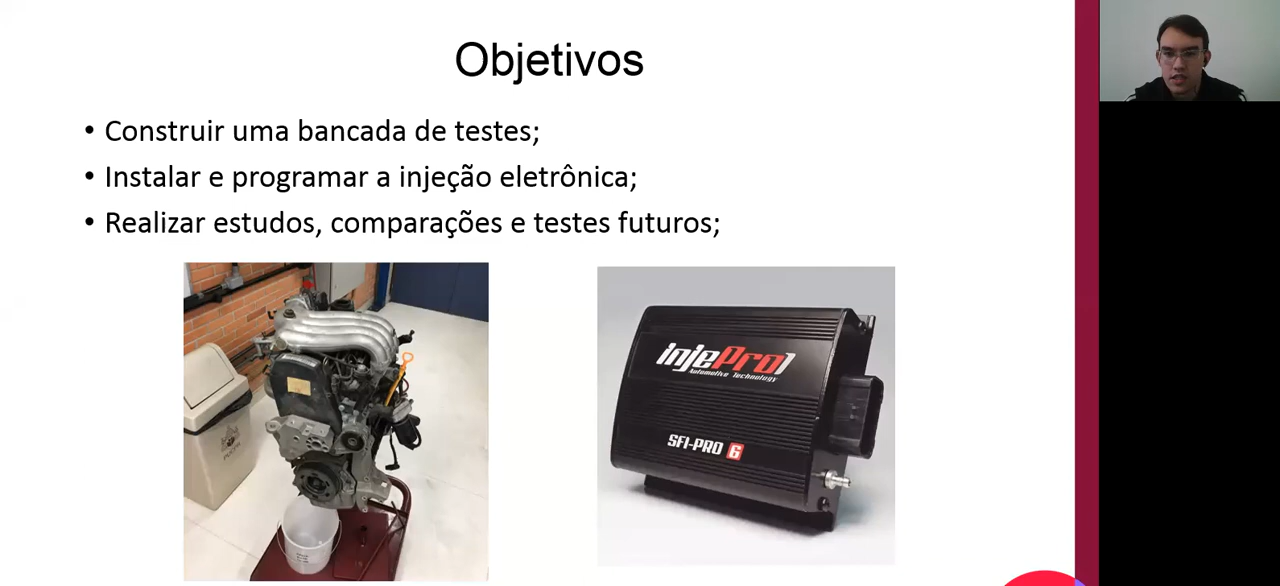 Objetivos
• Construir uma bancada de testes;
• Instalar e programar a injeção eletrônica;
• Realizar estudos, comparações e testes futuros;
injePro
Automotive Technology
SFI-PRO 6